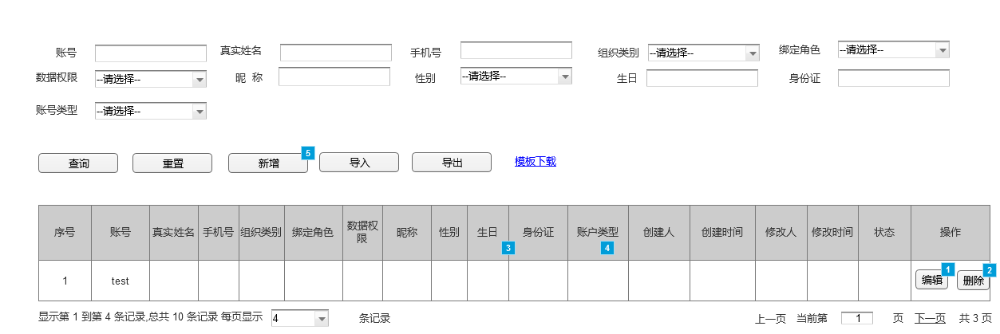 账号 真实姓名 手机号 组织类别 --请选择-- 绑定角色 --请选择--
数据权限 --请选择-- 昵 称 性别 --请选择-- 生日 身份证
账号类型 --请选择--
查询 重置 新增 5 导入 导出 模板下载
序号 账号 真实姓名 手机号 组织类别 绑定角色 数据权限 昵称 性别 生日 3 身份证 账户类型 4 创建人 创建时间 修改人 修改时间 状态 操作
1 test 编辑 1 删除 2
显示第 1 到第 4 条记录,总共 10 条记录 每页显示 4 条记录 上一页 当前第 1 页 下一页 共 3 页